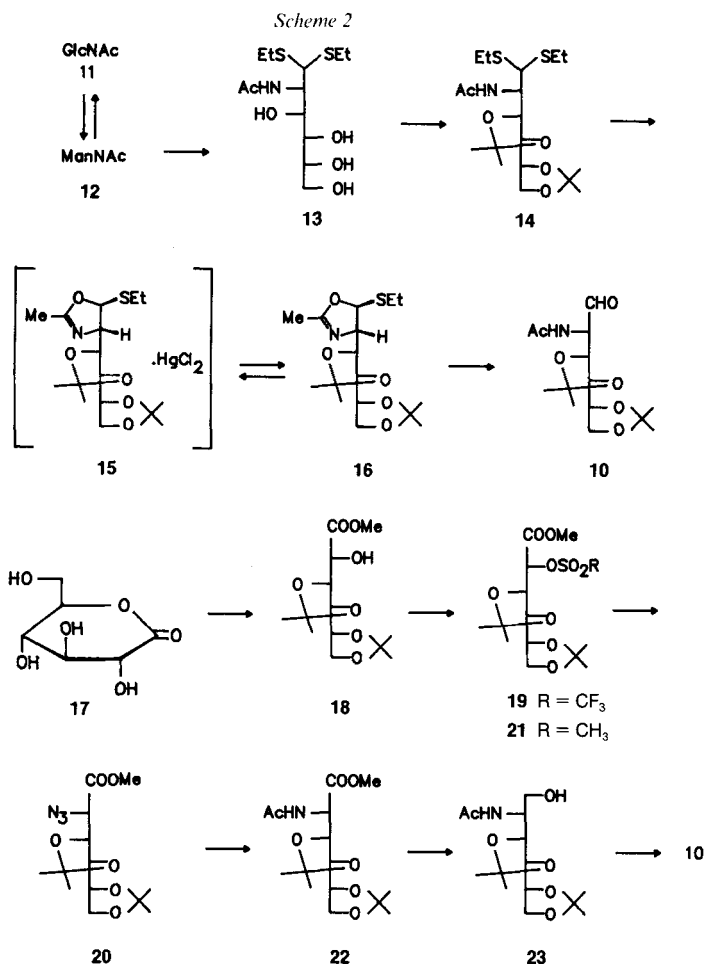 Scheme 2
GlcNAc
11
ManNAc
12
EtS SEt
AcHN
HO
OH
OH
OH
13
EtS SEt
AcHN
O
O
O
O
14
O SEt
Me N H
O
O
O
O
.HgCl2
15
O SEt
Me N H
O
O
O
O
16
CHO
AcHN
O
O
O
O
10
HO
O
O
OH
OH
OH
17
COOMe
OH
O
O
O
O
18
COOMe
OSO2R
O
O
O
O
19 R = CF3
21 R = CH3
COOMe
N3
O
O
O
O
20
COOMe
AcHN
O
O
O
O
22
OH
AcHN
O
O
O
O
23
10